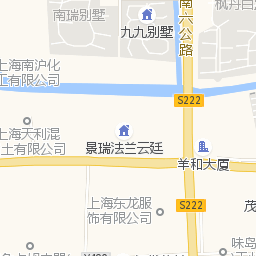 南瑞别墅
九九别墅
南六公路
枫丹白
上海南沪化
工有限公司
S222
上海天利混
土有限公司
景瑞法兰云廷
羊和大厦
上海东龙服
饰有限公司
S222
茂
味岛